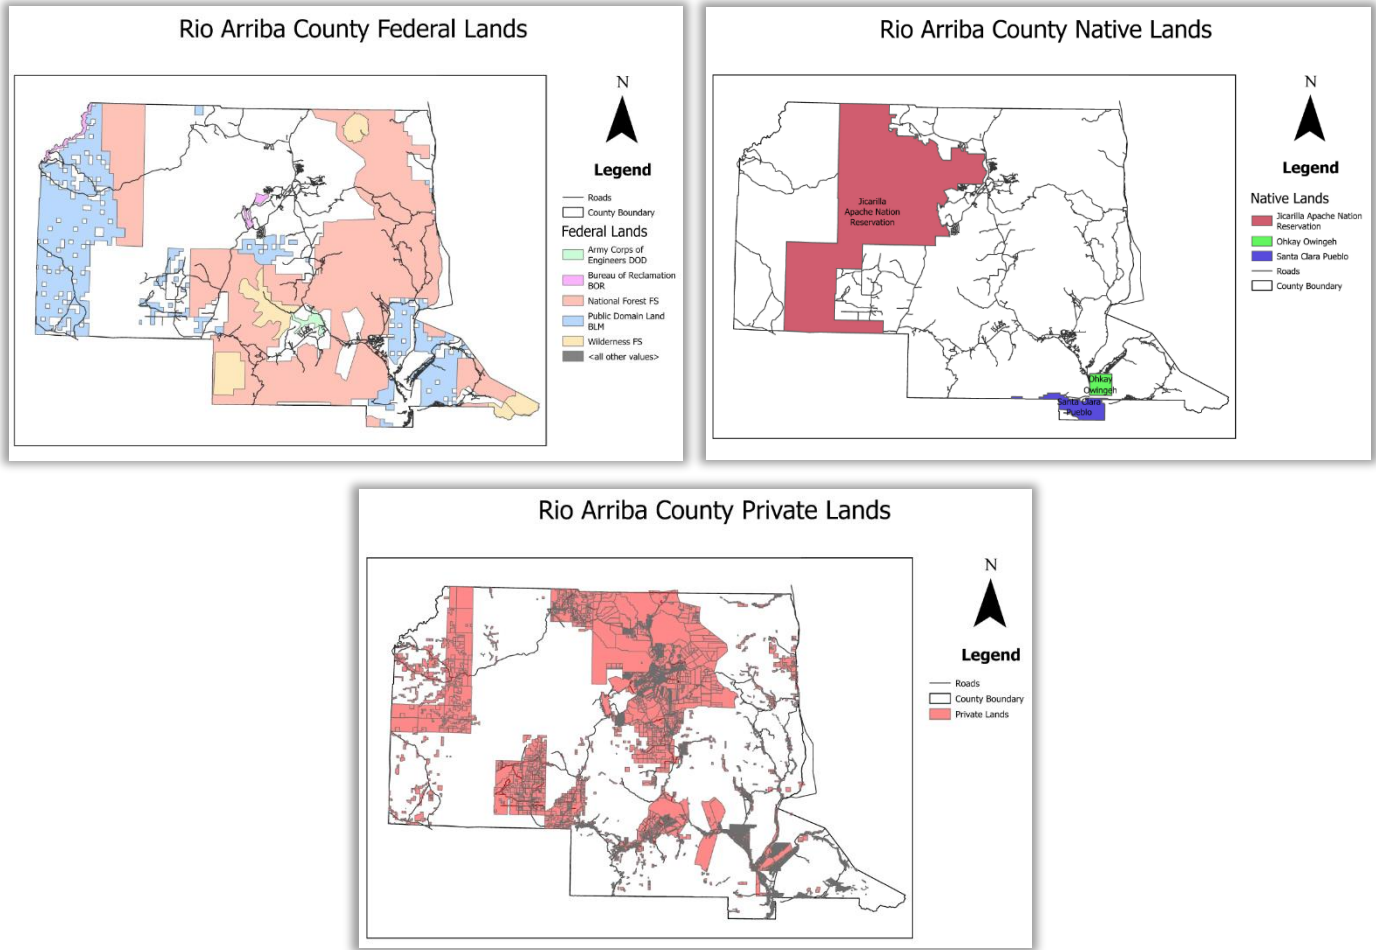 Rio Arriba County Federal Lands
N
Legend
Roads
County Boundary
Federal Lands
Army Corps of
Engineers DOD
Bureau of Reclamation
BOR
National Forest FS
Public Domain Land
BLM
Wilderness FS
<all other values>
Rio Arriba County Native Lands
Jicarilla
Apache Nation
Reservation
Ohkay
Owingeh
Santa Clara
Pueblo
N
Legend
Native Lands
Jicarilla Apache Nation
Reservation
Ohkay Owingeh
Santa Clara Pueblo
Roads
County Boundary
Rio Arriba County Private Lands
N
Legend
Roads
County Boundary
Private Lands